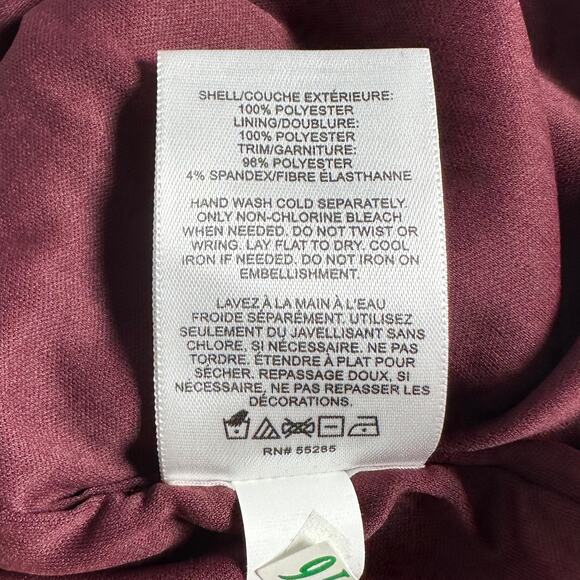 SHELL/COUCHE EXTÉRIEURE:
100% POLYESTER
LINING/DOUBLURE:
100% POLYESTER
TRIM/GARNITURE:
96% POLYESTER
4% SPANDEX/FIBRE ÉLASTHANNE
HAND WASH COLD SEPARATELY.
ONLY NON-CHLORINE BLEACH
WHEN NEEDED. DO NOT TWIST OR
WRING. LAY FLAT TO DRY. COOL
IRON IF NEEDED. DO NOT IRON ON
EMBELLISHMENT.
LAVEZ À LA MAIN À L'EAU
FROIDE SÉPARÉMENT. UTILISEZ
SEULEMENT DU JAVELLISANT SANS
CHLORE, SI NÉCESSAIRE. NE PAS
TORDRE. ÉTENDRE À PLAT POUR
SÉCHER. REPASSAGE DOUX, SI
NÉCESSAIRE, NE PAS REPASSER LES
DÉCORATIONS.
RN# 55285